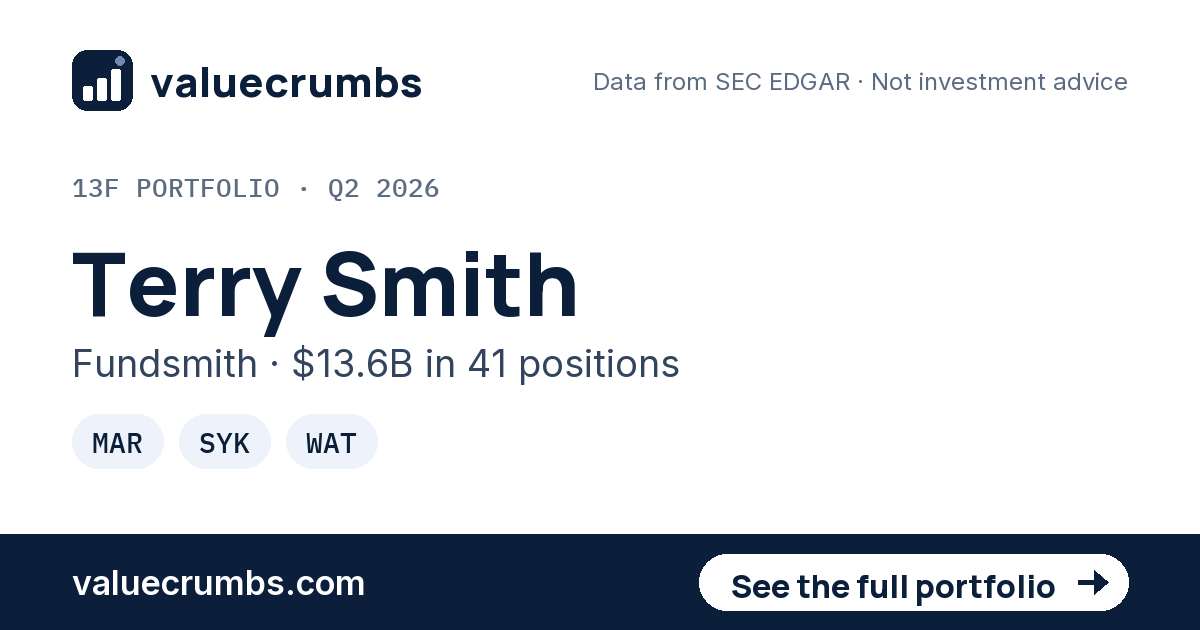 valuecrumbs
Data from SEC EDGAR · Not investment advice
13F PORTFOLIO · Q2 2026
Terry Smith
Fundsmith · $13.6B in 41 positions
MAR SYK WAT
valuecrumbs.com
See the full portfolio →